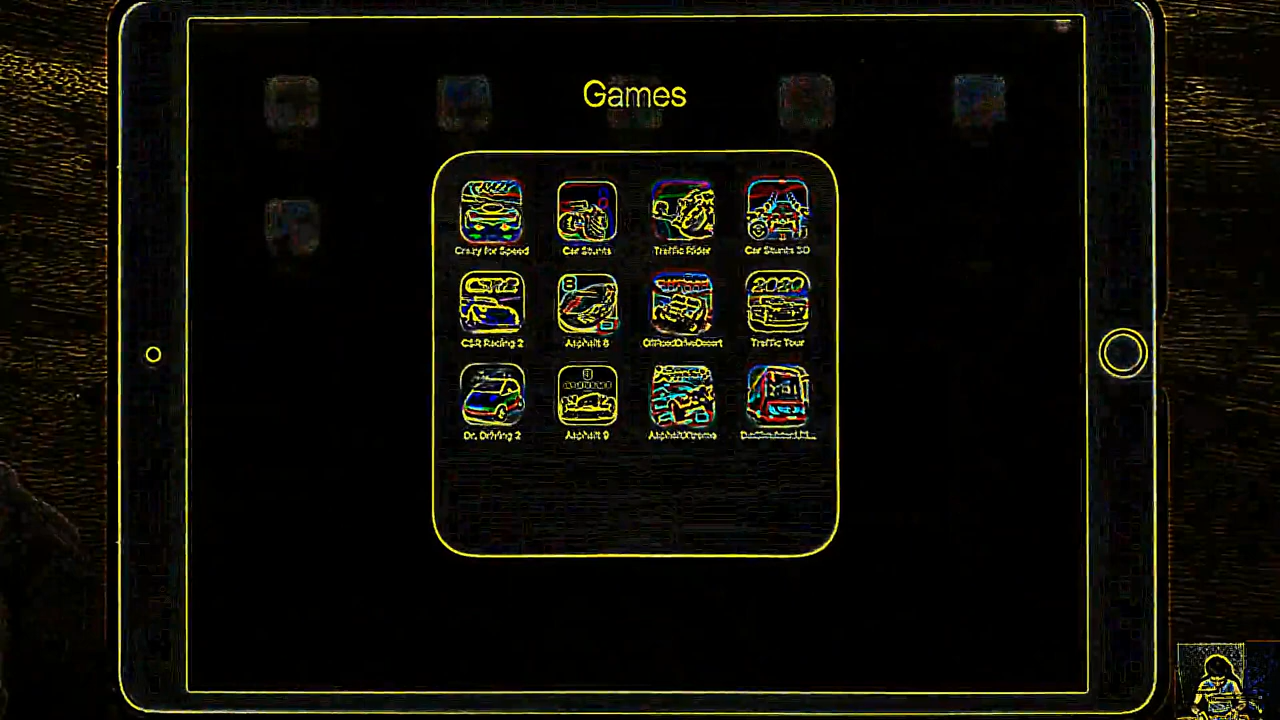 Games
Crazy for Speed
Car Stunts
Traffic Rider
Car Stunts 3D
CSR Racing 2
Asphalt 8
OffRoadDriveDesert
2020
Traffic Tour
Dr. Driving 2
Asphalt 9
AsphaltXtreme